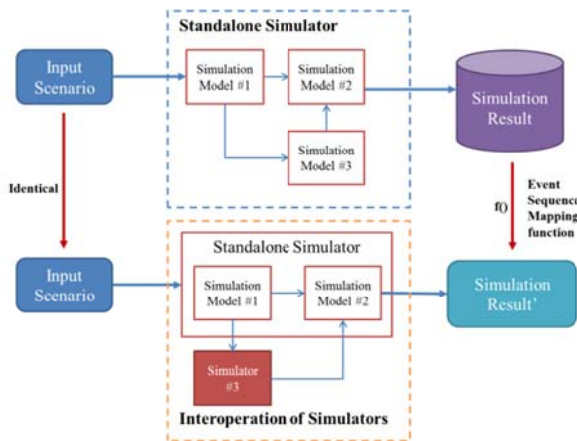 Standalone Simulator
Input
Scenario
Simulation
Model #1
Simulation
Model #2
Simulation
Model #3
Simulation
Result
Identical
f()
Event
Sequence
Mapping
function
Input
Scenario
Standalone Simulator
Simulation
Model #1
Simulation
Model #2
Simulator
#3
Simulation
Result'
Interoperation of Simulators